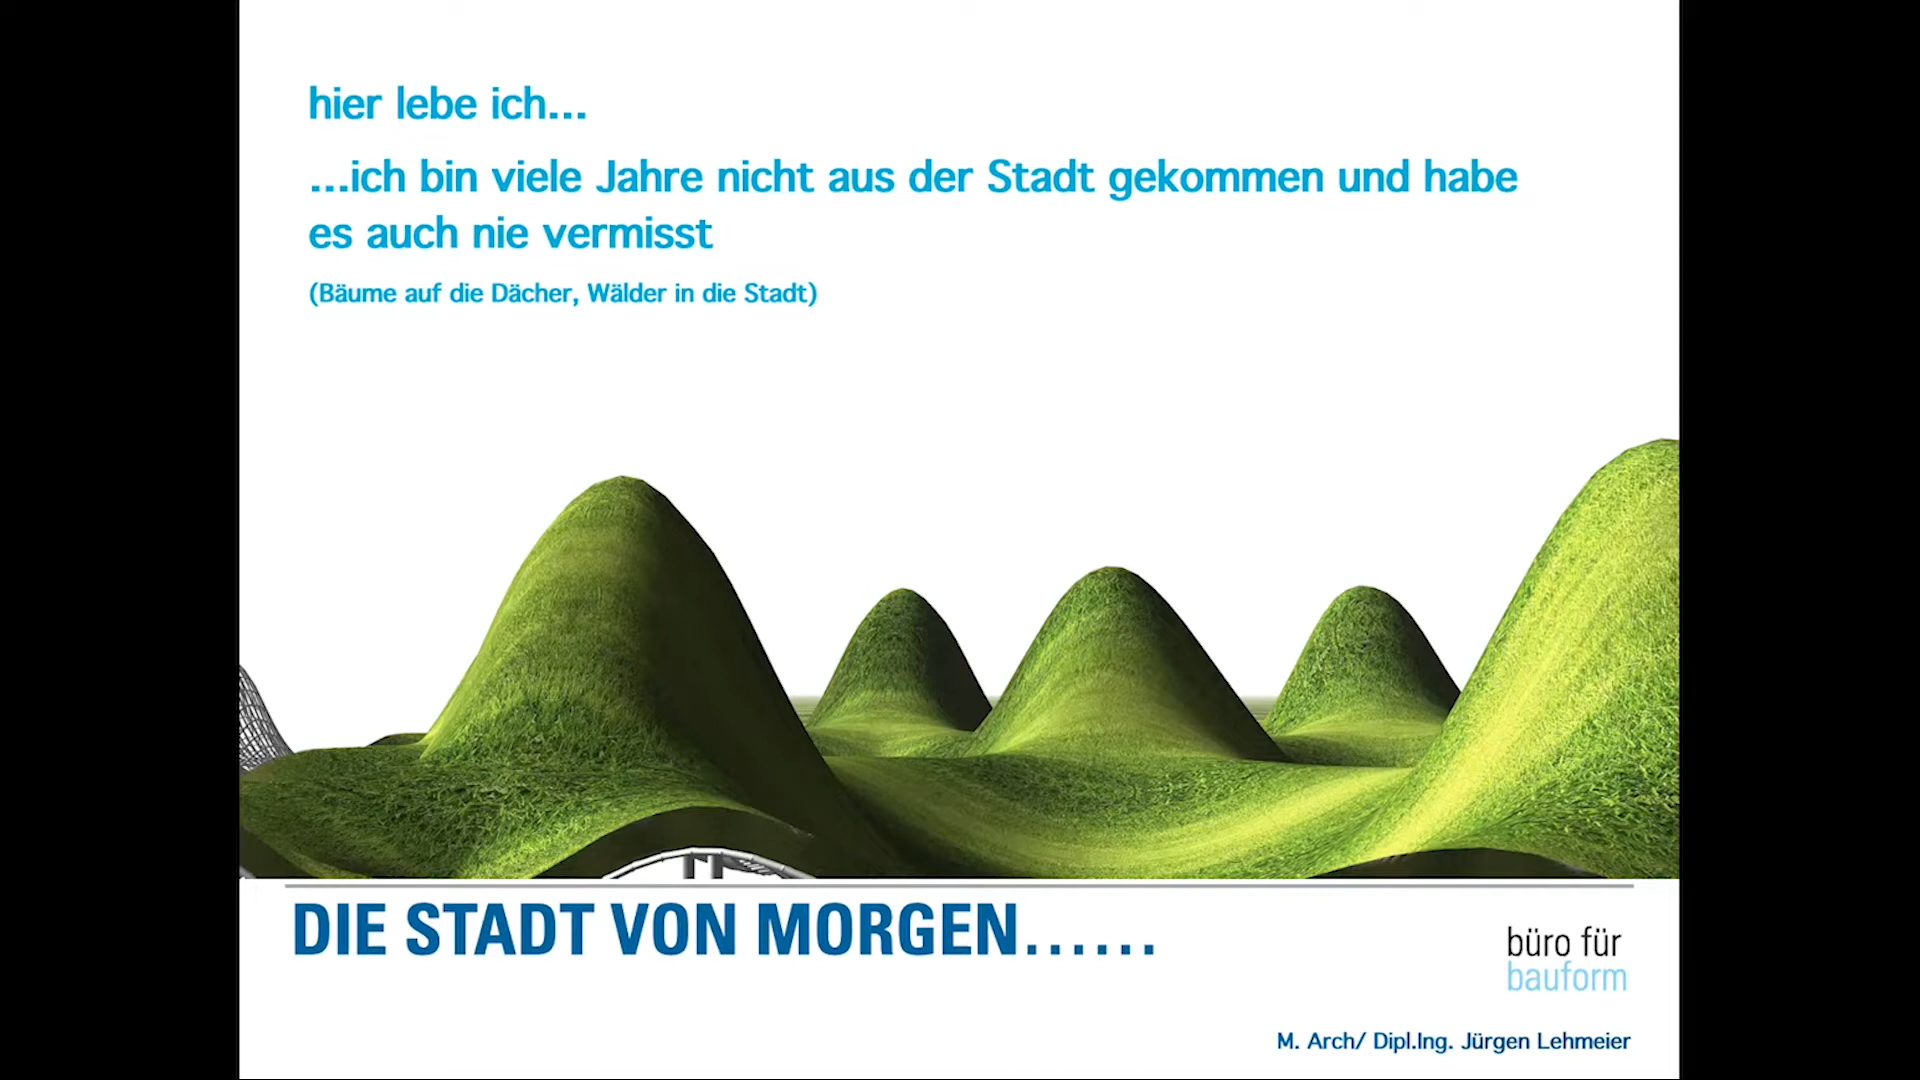 hier lebe ich...
...ich bin viele Jahre nicht aus der Stadt gekommen und habe
es auch nie vermisst
(Bäume auf die Dächer, Wälder in die Stadt)
DIE STADT VON MORGEN......
büro für
bauform
M. Arch/ Dipl.Ing. Jürgen Lehmeier